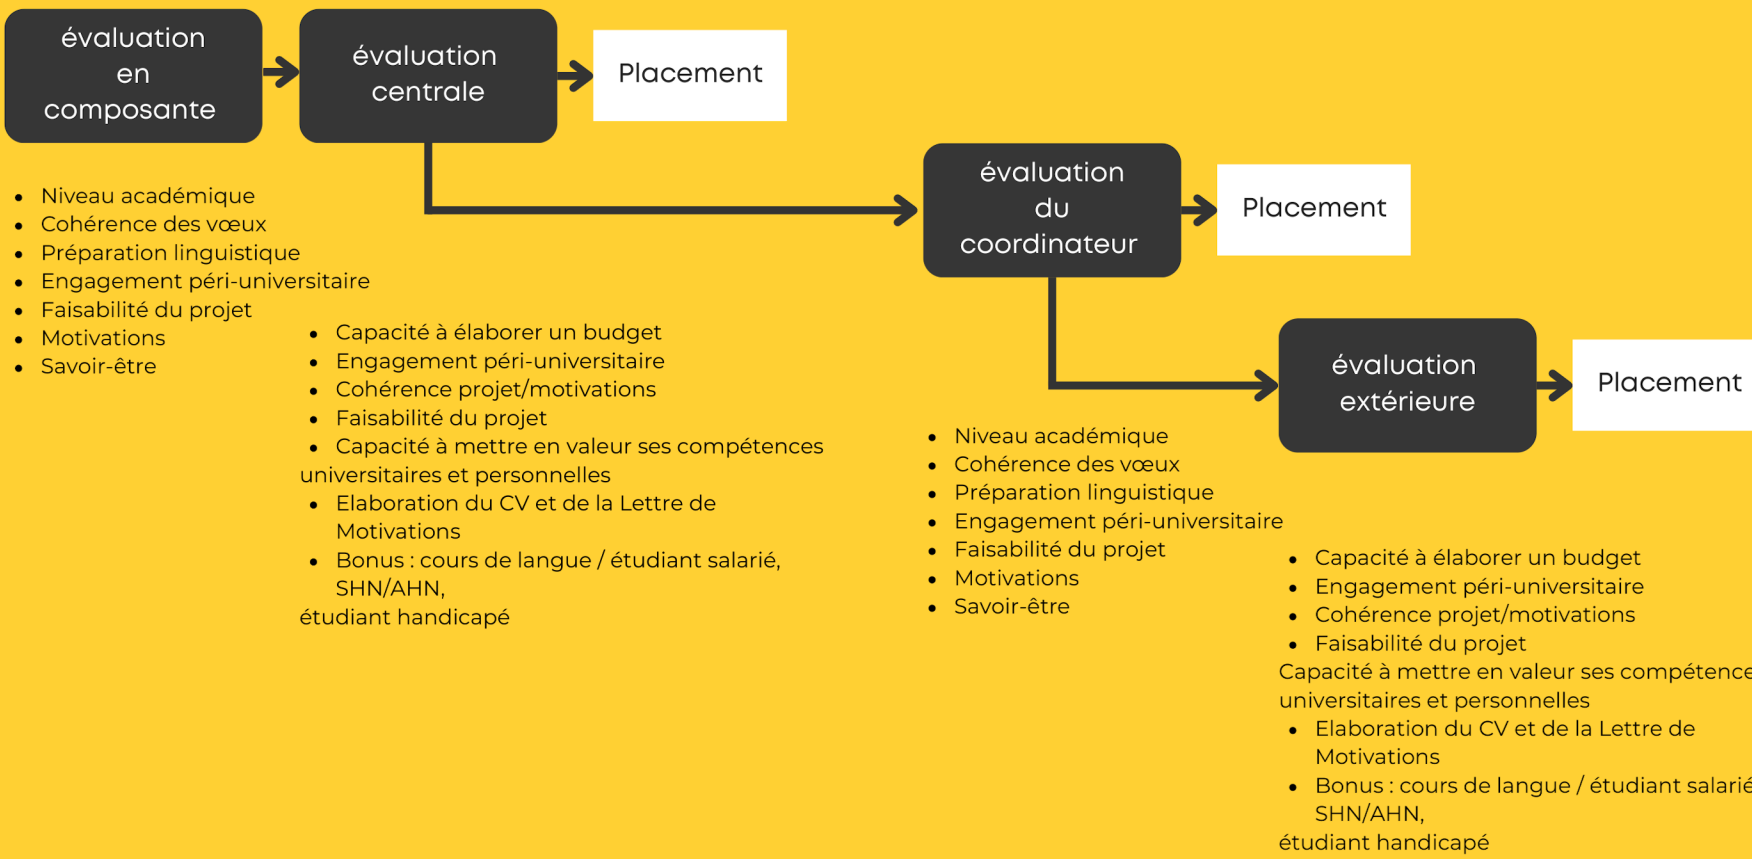 évaluation
en
composante
évaluation
centrale
Placement
• Niveau académique
• Cohérence des vœux
• Préparation linguistique
• Engagement péri-universitaire
• Faisabilité du projet
• Motivations
• Savoir-être
• Capacité à élaborer un budget
• Engagement péri-universitaire
• Cohérence projet/motivations
• Faisabilité du projet
• Capacité à mettre en valeur ses compétences
universitaires et personnelles
• Elaboration du CV et de la Lettre de
Motivations
• Bonus : cours de langue / étudiant salarié,
SHN/AHN,
étudiant handicapé
évaluation
du
coordinateur
Placement
• Niveau académique
• Cohérence des vœux
• Préparation linguistique
• Engagement péri-universitaire
• Faisabilité du projet
• Motivations
• Savoir-être
évaluation
extérieure
Placement
• Capacité à élaborer un budget
• Engagement péri-universitaire
• Cohérence projet/motivations
• Faisabilité du projet
Capacité à mettre en valeur ses compétence
universitaires et personnelles
• Elaboration du CV et de la Lettre de
Motivations
• Bonus : cours de langue / étudiant salarié
SHN/AHN,
étudiant handicapé